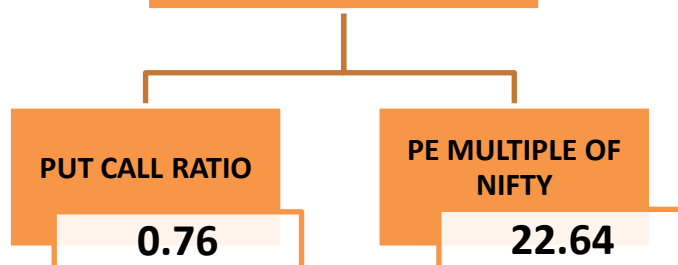 PUT CALL RATIO
0.76
PE MULTIPLE OF
NIFTY
22.64